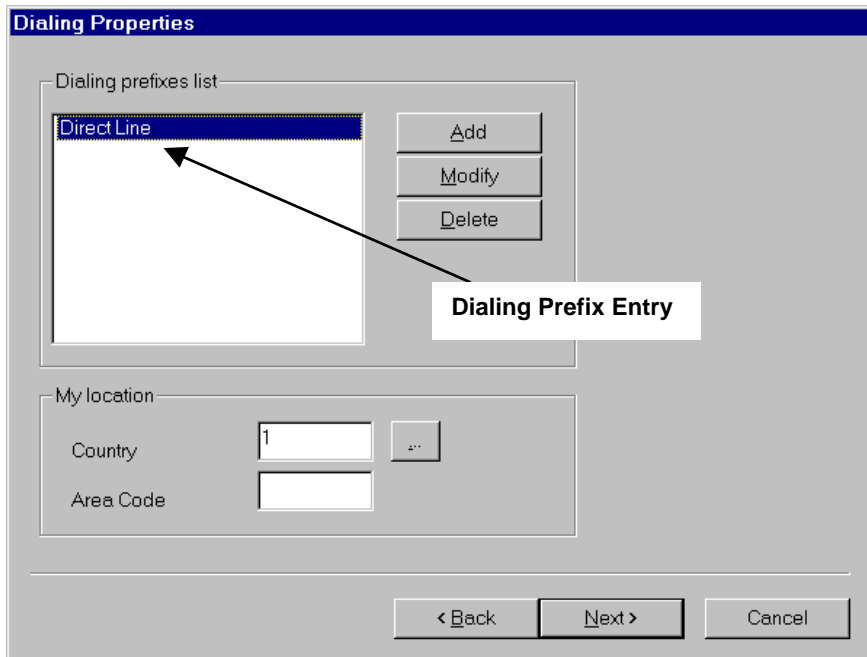 Dialing Properties
Dialing prefixes list
Direct Line
Add
Modify
Delete
Dialing Prefix Entry
My location
Country
1
...
Area Code
< Back
Next >
Cancel